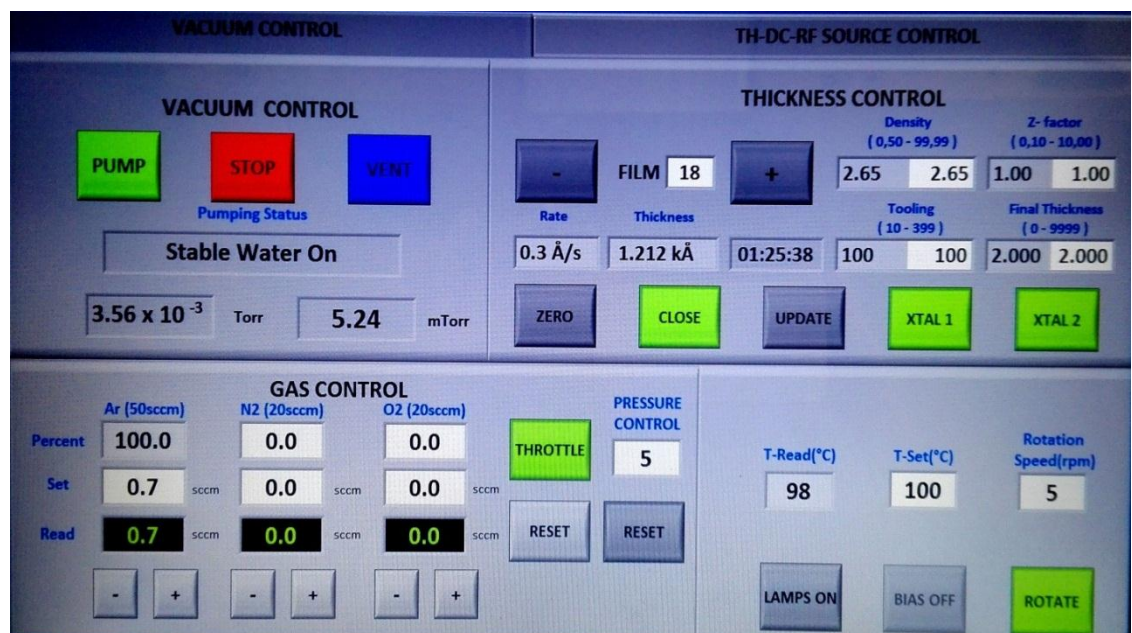 VACUUM CONTROL
TH-DC-RF SOURCE CONTROL
VACUUM CONTROL
PUMP
STOP
VENT
Pumping Status
Stable Water On
3.56 x 10 -3 Torr 5.24 mTorr
THICKNESS CONTROL
Density
( 0,50 - 99,99 )
Z- factor
( 0,10 - 10,00 )
- FILM 18 + 2.65 2.65 1.00 1.00
Rate
Thickness
Tooling
( 10 - 399 )
Final Thickness
( 0 - 9999 )
0.3 Å/s 1.212 kÅ 01:25:38 100 100 2.000 2.000
ZERO CLOSE UPDATE XTAL 1 XTAL 2
GAS CONTROL
Ar (50sccm) N2 (20sccm) O2 (20sccm)
Percent 100.0 0.0 0.0
Set 0.7 sccm 0.0 sccm 0.0 sccm
Read 0.7 sccm 0.0 sccm 0.0 sccm
- + - + - +
THROTTLE
PRESSURE
CONTROL
5
RESET RESET
T-Read(°C) T-Set(°C)
Rotation
Speed(rpm)
98 100 5
LAMPS ON BIAS OFF ROTATE